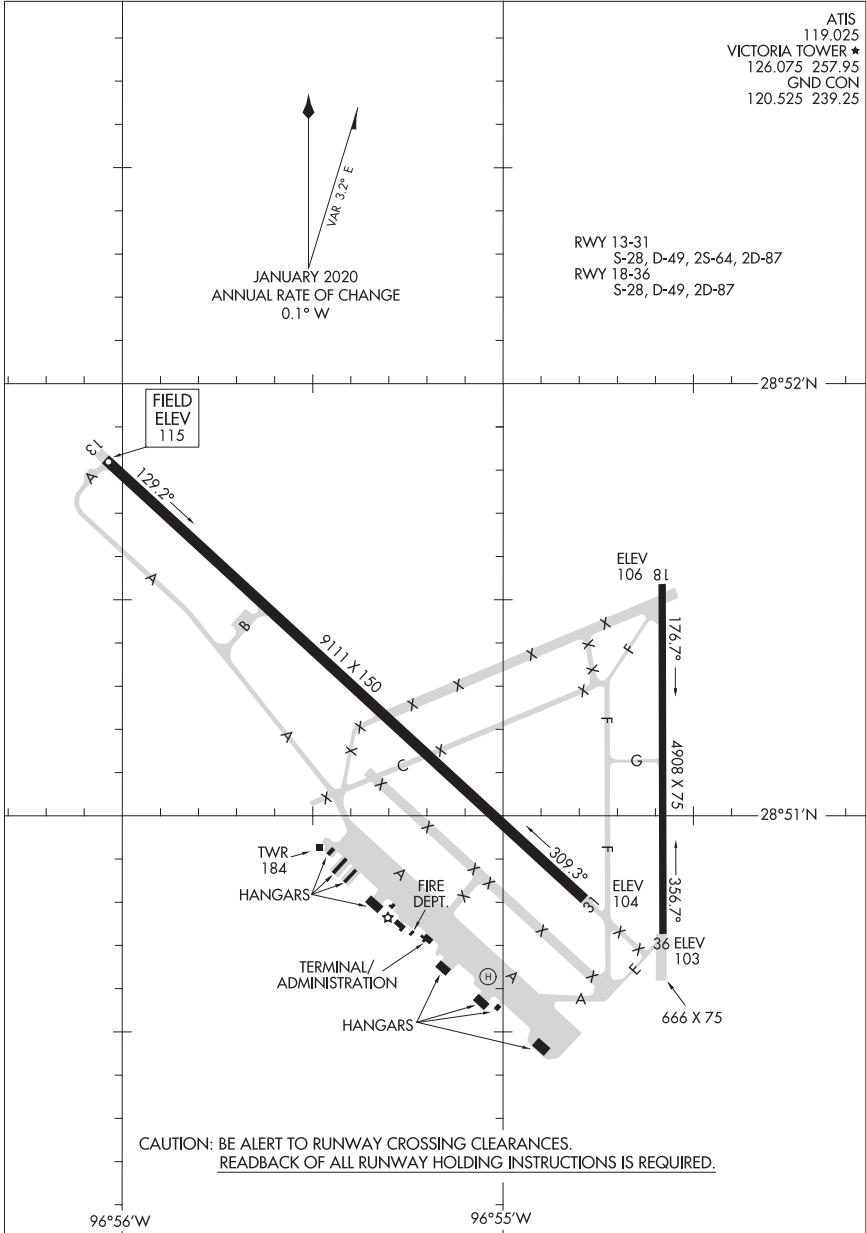 ATIS
119.025
VICTORIA TOWER ★
126.075 257.95
GND CON
120.525 239.25
VAR 3.2° E
JANUARY 2020
ANNUAL RATE OF CHANGE
0.1° W
RWY 13-31
S-28, D-49, 2S-64, 2D-87
RWY 18-36
S-28, D-49, 2D-87
28°52'N
FIELD
ELEV
115
13
A
129.2°
A
B
9111 X 150
A
ELEV
106
18
176.7°
X
X
X
X
X
X
X
X
X
X
X
F
F
G
4908 X 75
C
X
X
28°51'N
F
309.3°
356.7°
TWR
184
HANGARS
A
FIRE
DEPT.
X
X
X
X
X
X
X
X
31
ELEV
104
36
ELEV
103
E
TERMINAL/
ADMINISTRATION
H
A
A
666 X 75
HANGARS
CAUTION: BE ALERT TO RUNWAY CROSSING CLEARANCES.
READBACK OF ALL RUNWAY HOLDING INSTRUCTIONS IS REQUIRED.
96°56'W
96°55'W